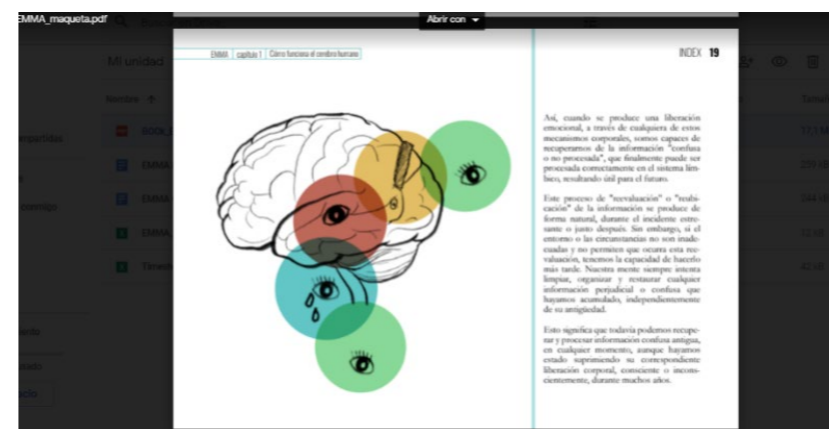 EMMA_maqueta.pdf
Abrir con
Mi unidad
Nombre
EMMA | capítulo 1 | Cómo funciona el cerebro humano
INDEX 19
Así, cuando se produce una liberación
emocional, a través de cualquiera de estos
mecanismos corporales, somos capaces de
recuperarnos de la información "confusa
o no procesada", que finalmente puede ser
procesada correctamente en el sistema lím-
bico, resultando útil para el futuro.
Este proceso de "reevaluación" o "reubi-
cación" de la información se produce de
forma natural, durante el incidente estre-
sante o justo después. Sin embargo, si el
entorno o las circunstancias no son inade-
cuadas y no permiten que ocurra esta ree-
valuación, tenemos la capacidad de hacerlo
más tarde. Nuestra mente siempre intenta
limpiar, organizar y restaurar cualquier
información perjudicial o confusa que
hayamos acumulado, independientemente
de su antigüedad.
Esto significa que todavía podemos recupe-
rar y procesar información confusa antigua,
en cualquier momento, aunque hayamos
estado suprimiendo su correspondiente
liberación corporal, consciente o incons-
cientemente, durante muchos años.